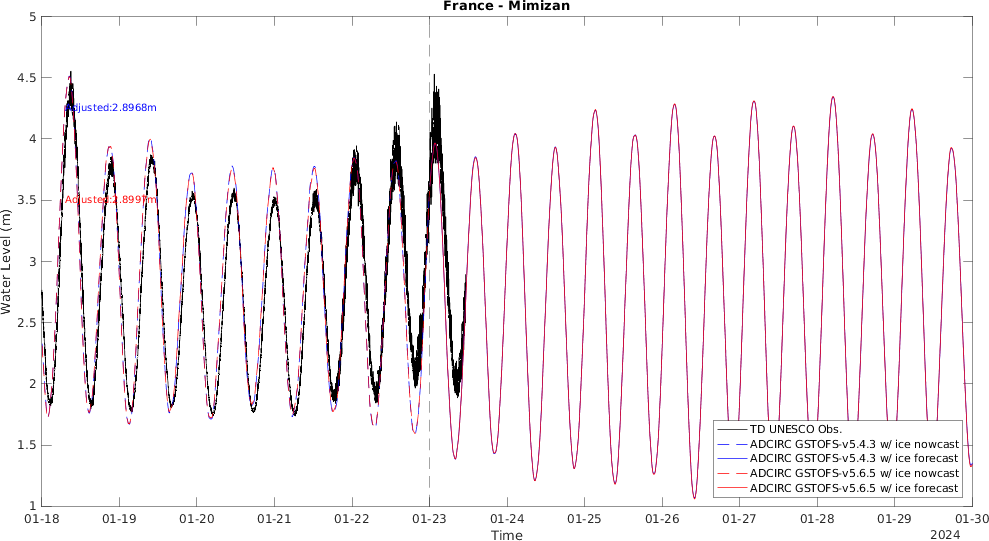 France - Mimizan
5
4.5
4
3.5
3
2.5
2
1.5
1
Water Level (m)
Adjusted:2.8968m
Adjusted:2.8997m
TD UNESCO Obs.
ADCIRC GSTOFS-v5.4.3 w/ ice nowcast
ADCIRC GSTOFS-v5.4.3 w/ ice forecast
ADCIRC GSTOFS-v5.6.5 w/ ice nowcast
ADCIRC GSTOFS-v5.6.5 w/ ice forecast
01-18 01-19 01-20 01-21 01-22 01-23 01-24 01-25 01-26 01-27 01-28 01-29 01-30
Time
2024